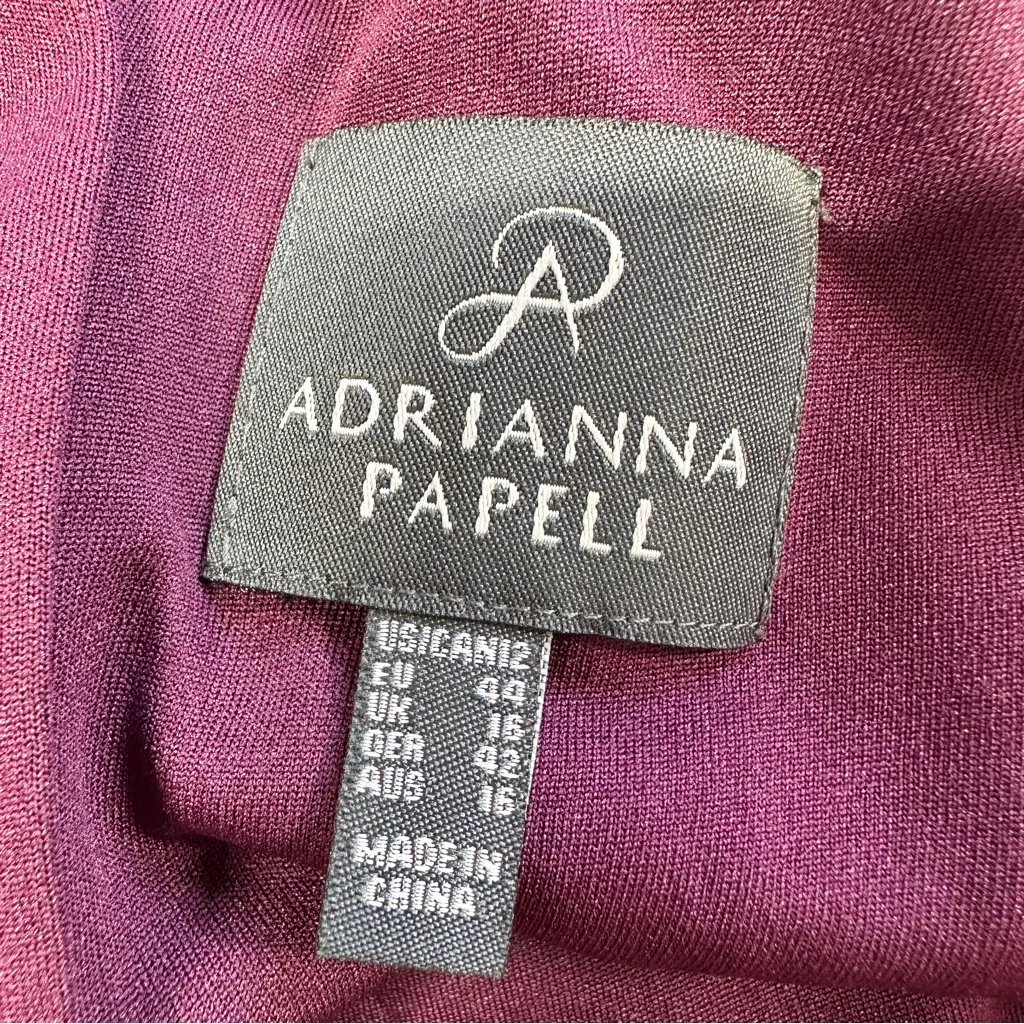 ADRIANNA
PAPELL
US|CAN12
EU 44
UK 16
GER 42
AUS 16
MADE IN
CHINA